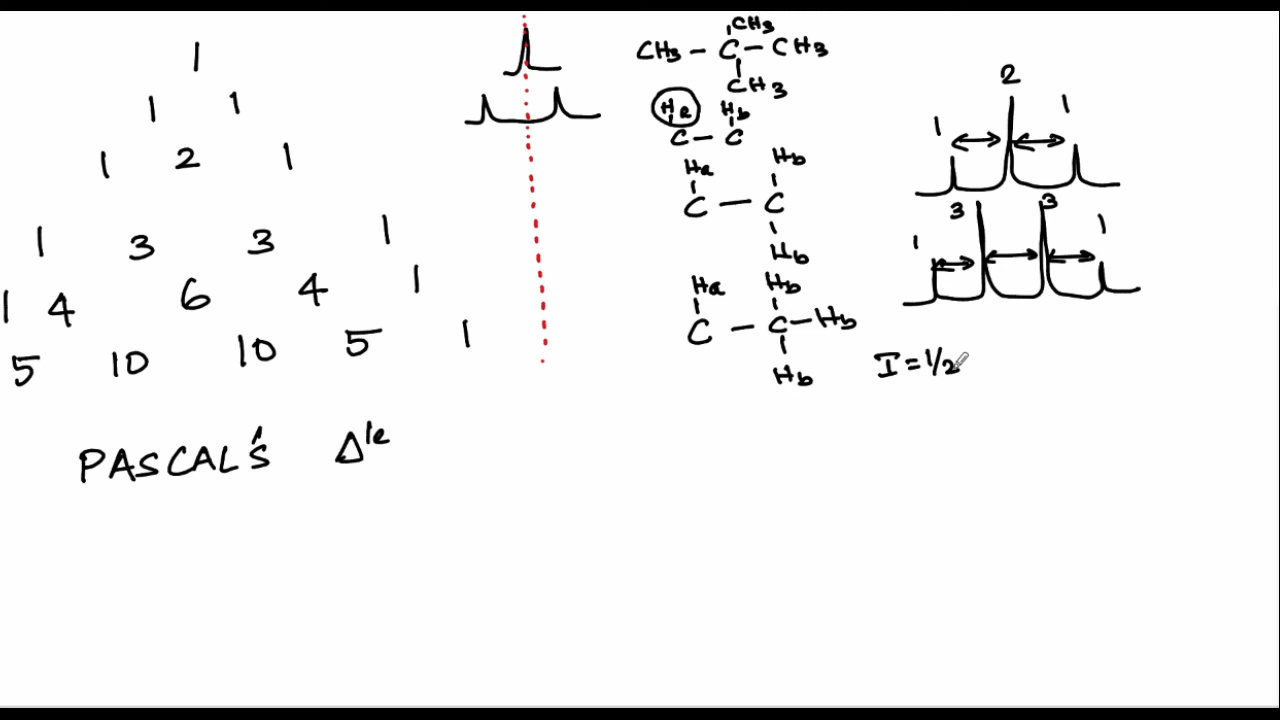 1
1 1
1 2 1
1 3 3 1
1 4 6 4 1
5 10 10 5 1
PASCAL'S Δle
CH3
CH3 – C – CH3
CH3
Ha Hb
C – C
Ha Hb
C – C
Hb
Ha Hb
C – C – Hb
Hb
2
1 1
3 3
1 1
I = 1/2